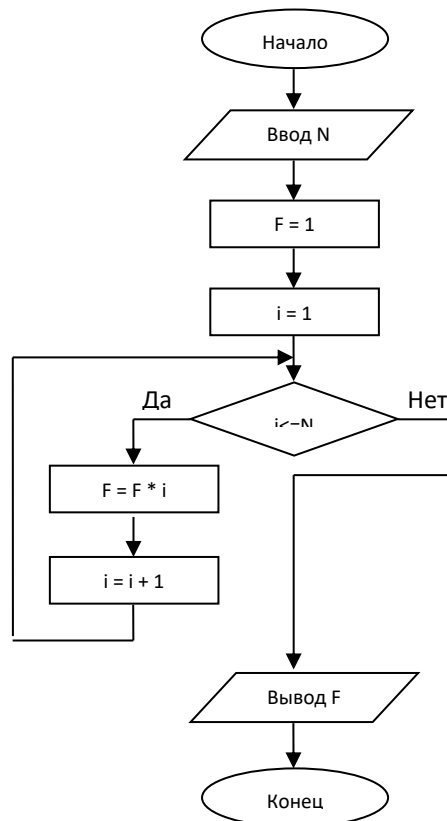 Начало
Ввод N
F = 1
i = 1
Да
Нет
i<=N
F = F * i
i = i + 1
Вывод F
Конец